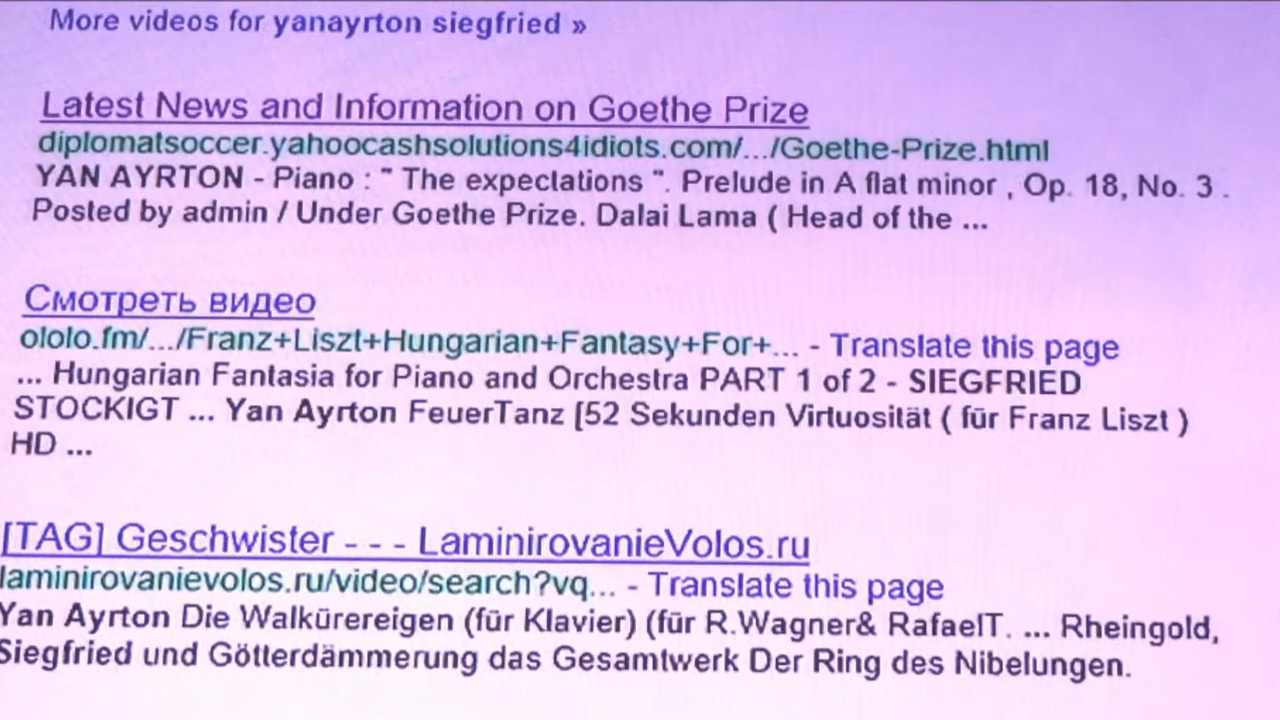 More videos for yanayrton siegfried »
Latest News and Information on Goethe Prize
diplomatsoccer.yahoocashsolutions4idiots.com/.../Goethe-Prize.html
YAN AYRTON - Piano : " The expectations ". Prelude in A flat minor , Op. 18, No. 3 .
Posted by admin / Under Goethe Prize. Dalai Lama ( Head of the ...
Смотреть видео
ololo.fm/.../Franz+Liszt+Hungarian+Fantasy+For+... - Translate this page
... Hungarian Fantasia for Piano and Orchestra PART 1 of 2 - SIEGFRIED
STOCKIGT ... Yan Ayrton FeuerTanz [52 Sekunden Virtuosität ( für Franz Liszt )
HD ...
[TAG] Geschwister - - - LaminirovanieVolos.ru
laminirovanievolos.ru/video/search?vq... - Translate this page
Yan Ayrton Die Walkürereigen (für Klavier) (für R.Wagner& RafaelT. ... Rheingold,
Siegfried und Götterdämmerung das Gesamtwerk Der Ring des Nibelungen.